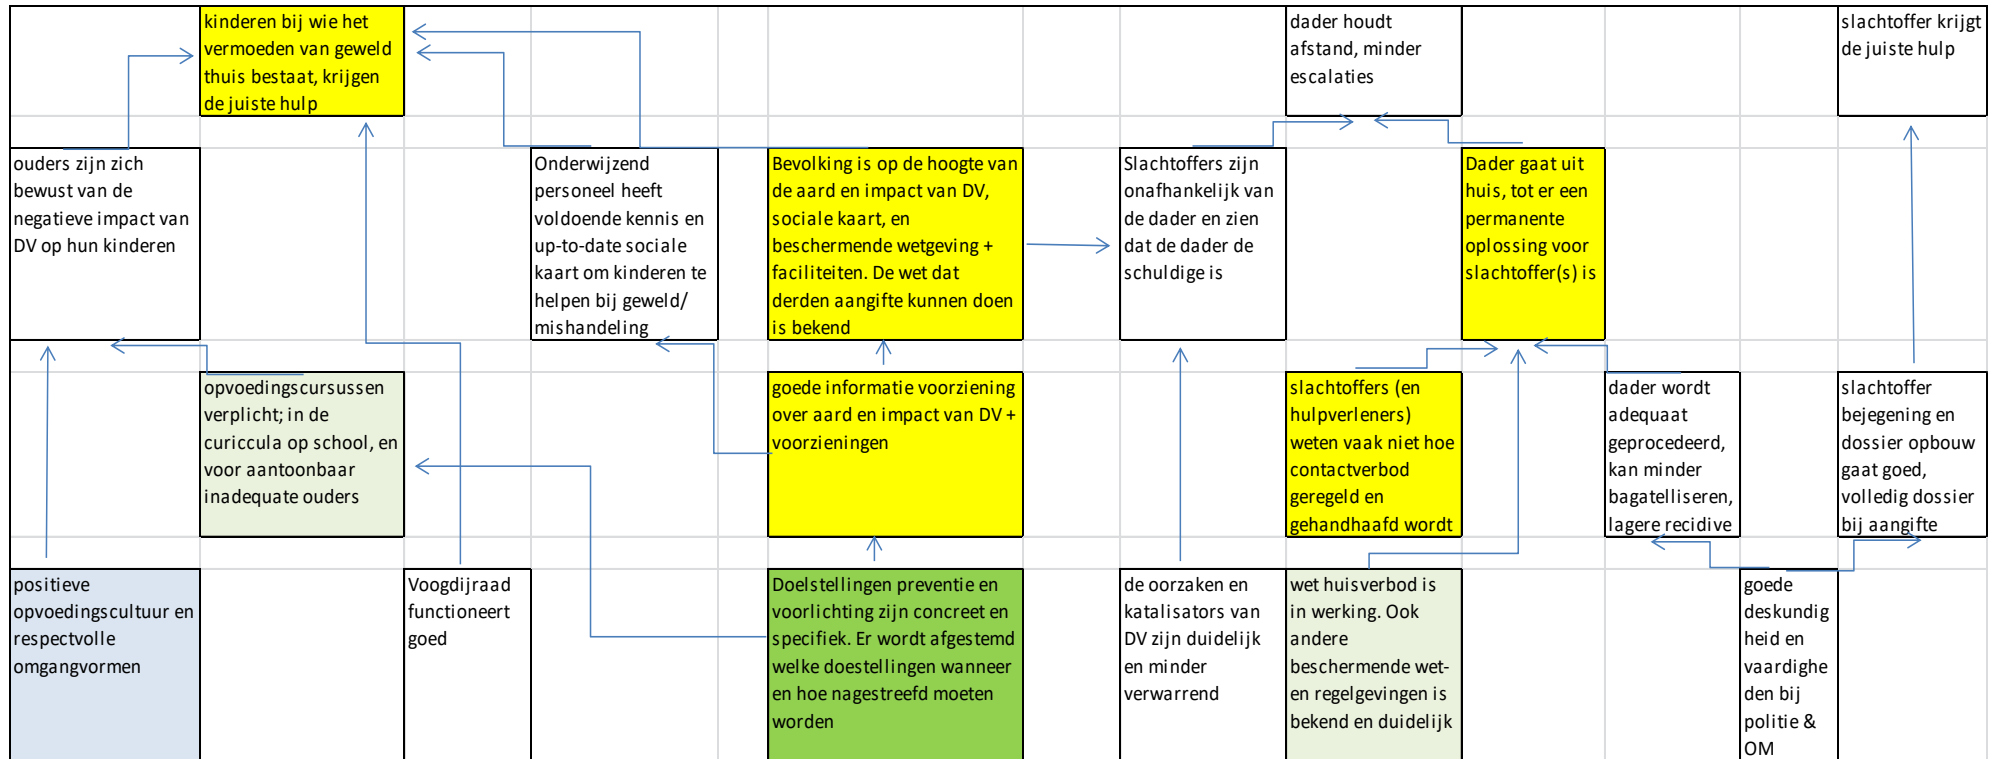 kinderen bij wie het
vermoeden van geweld
thuis bestaat, krijgen
de juiste hulp
dader houdt
afstand, minder
escalaties
slachtoffer krijgt
de juiste hulp
ouders zijn zich
bewust van de
negatieve impact van
DV op hun kinderen
Onderwijzend
personeel heeft
voldoende kennis en
up-to-date sociale
kaart om kinderen te
helpen bij geweld/
mishandeling
Bevolking is op de hoogte van
de aard en impact van DV,
sociale kaart, en
beschermende wetgeving +
faciliteiten. De wet dat
derden aangifte kunnen doen
is bekend
Slachtoffers zijn
onafhankelijk van
de dader en zien
dat de dader de
schuldige is
Dader gaat uit
huis, tot er een
permanente
oplossing voor
slachtoffer(s) is
opvoedingscursussen
verplicht; in de
curiccula op school, en
voor aantoonbaar
inadequate ouders
goede informatie voorziening
over aard en impact van DV +
voorzieningen
slachtoffers (en
hulpverleners)
weten vaak niet hoe
contactverbod
geregeld en
gehandhaafd wordt
dader wordt
adequaat
geprocedeerd,
kan minder
bagatelliseren,
lagere recidive
slachtoffer
bejegening en
dossier opbouw
gaat goed,
volledig dossier
bij aangifte
positieve
opvoedingscultuur en
respectvolle
omgangvormen
Voogdijraad
functioneert
goed
Doelstellingen preventie en
voorlichting zijn concreet en
specifiek. Er wordt afgestemd
welke doestellingen wanneer
en hoe nagestreefd moeten
worden
de oorzaken en
katalisators van
DV zijn duidelijk
en minder
verwarrend
wet huisverbod is
in werking. Ook
andere
beschermende wet-
en regelgevingen is
bekend en duidelijk
goede
deskundig
heid en
vaardighe
den bij
politie &
OM